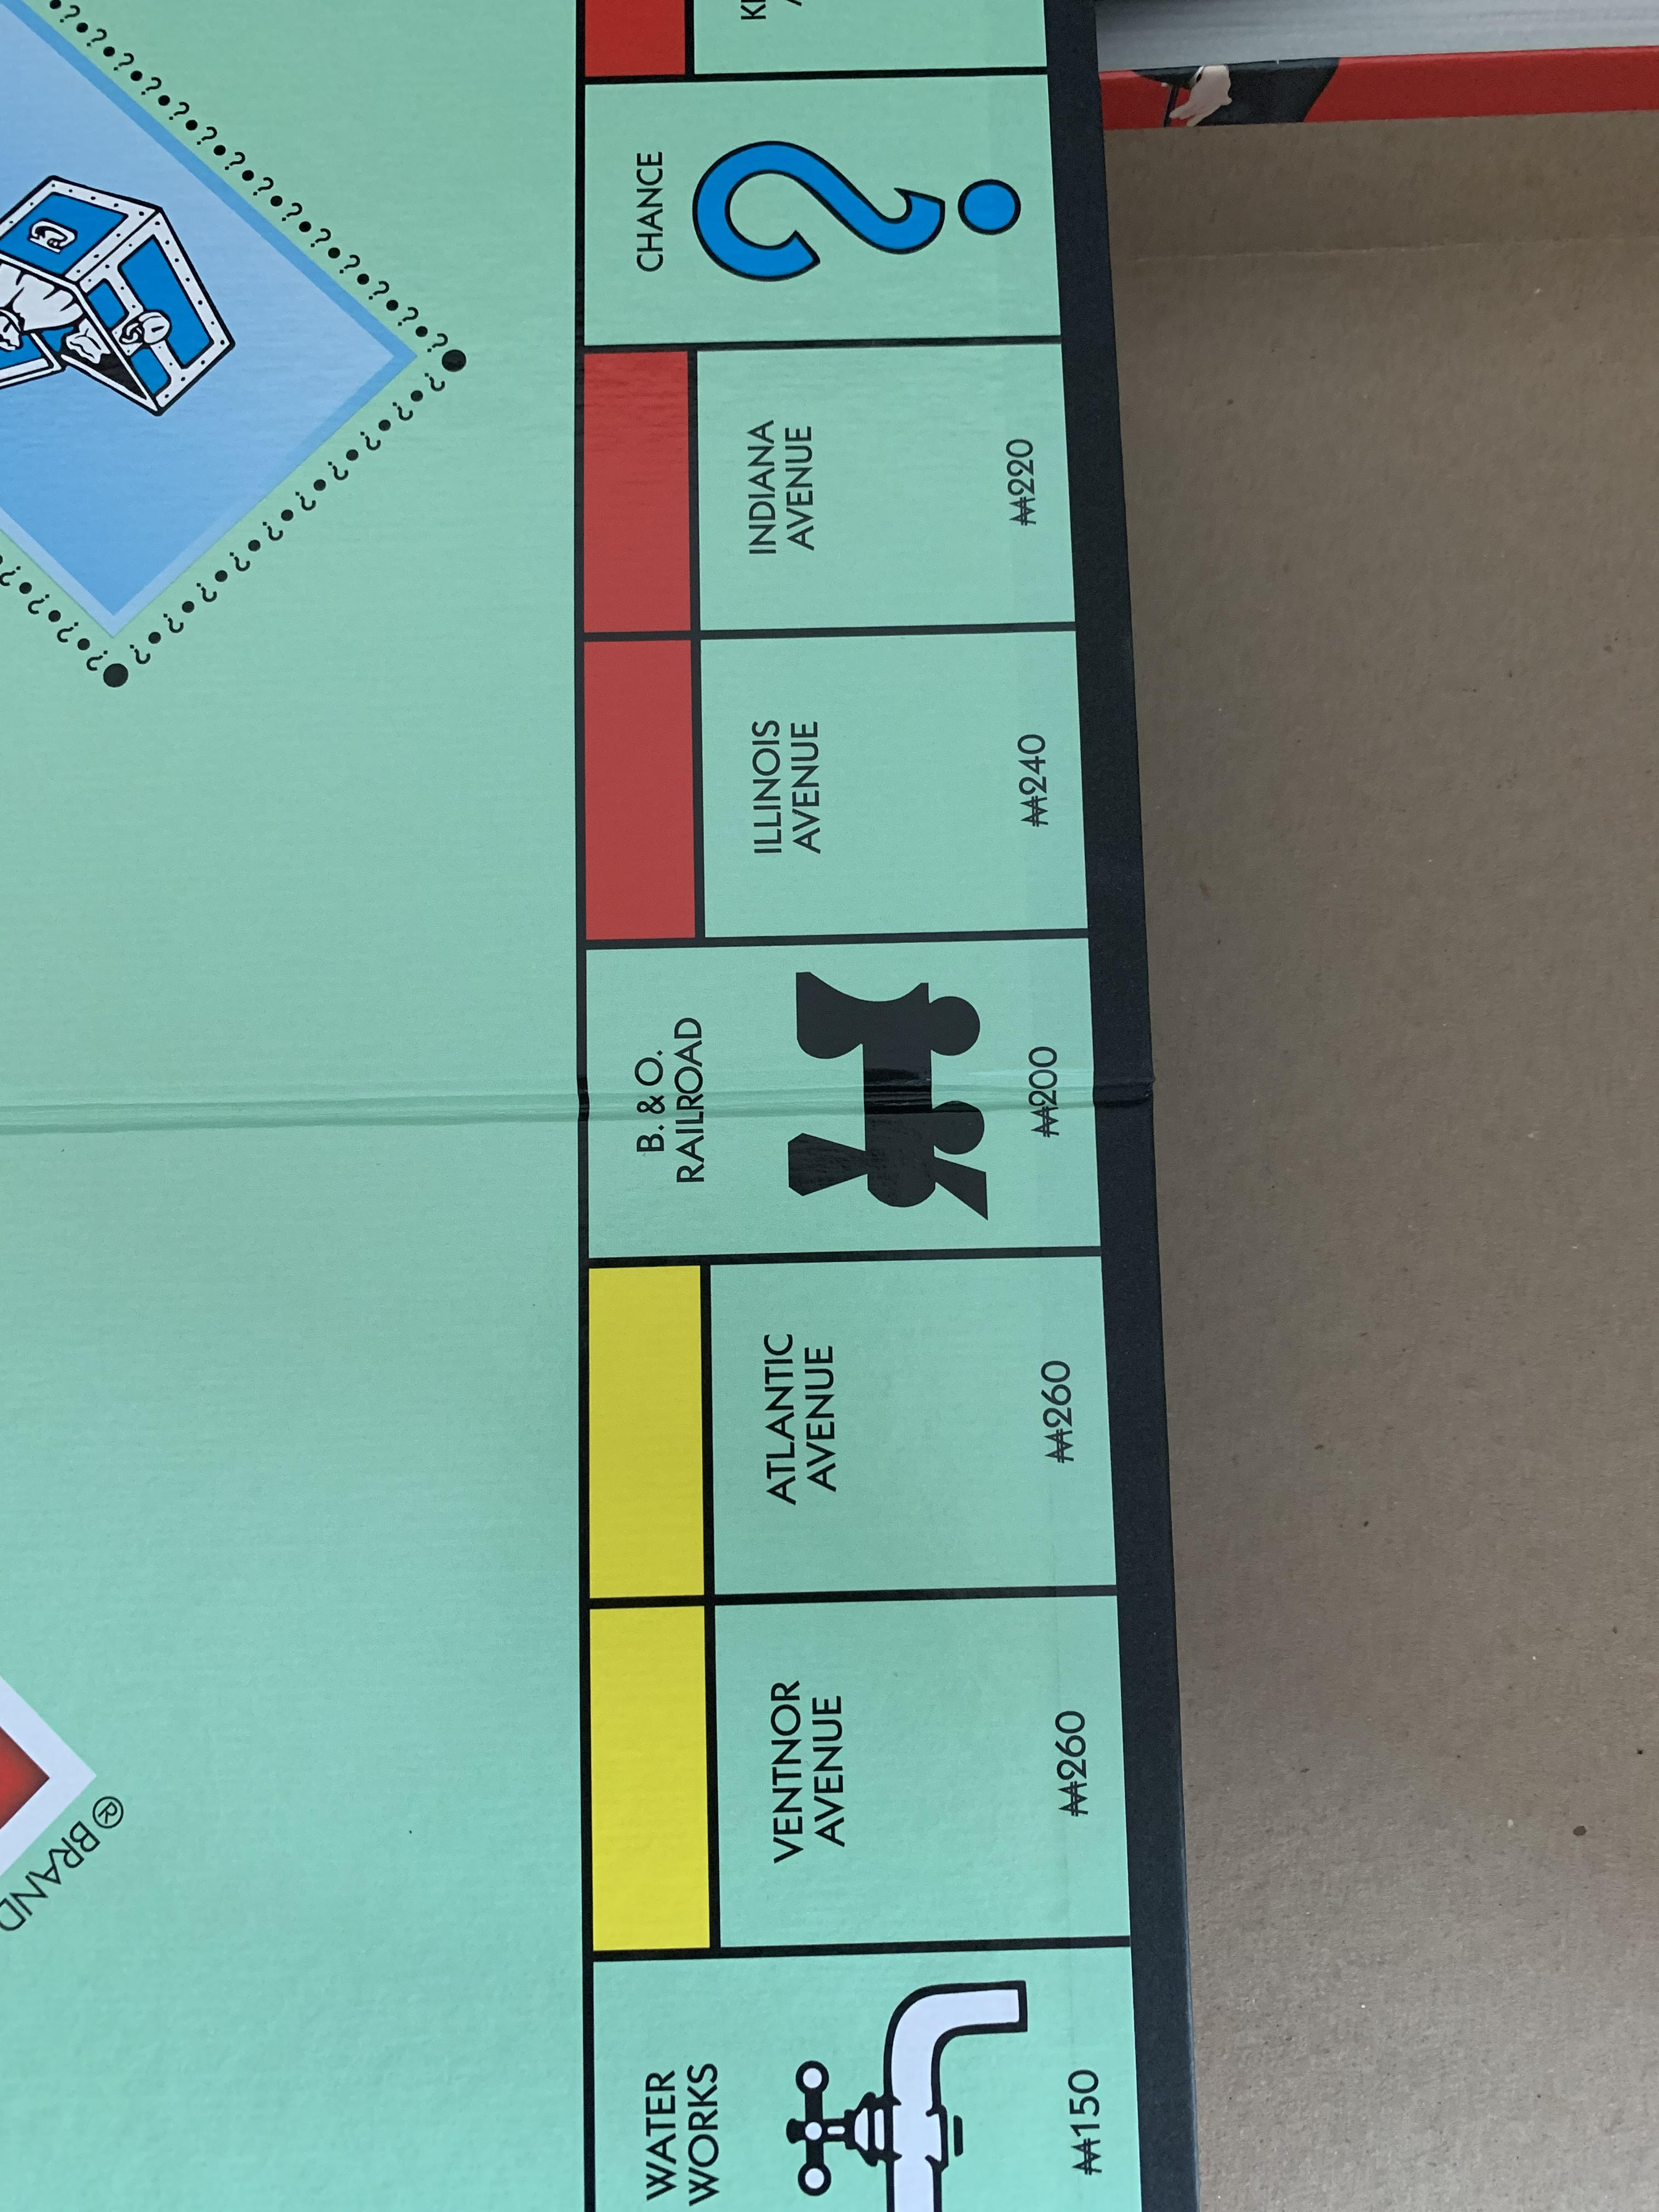 CHANCE
INDIANA
AVENUE
₩220
ILLINOIS
AVENUE
₩240
B. & O.
RAILROAD
₩200
ATLANTIC
AVENUE
₩260
VENTNOR
AVENUE
₩260
WATER
WORKS
₩150
® BRAND